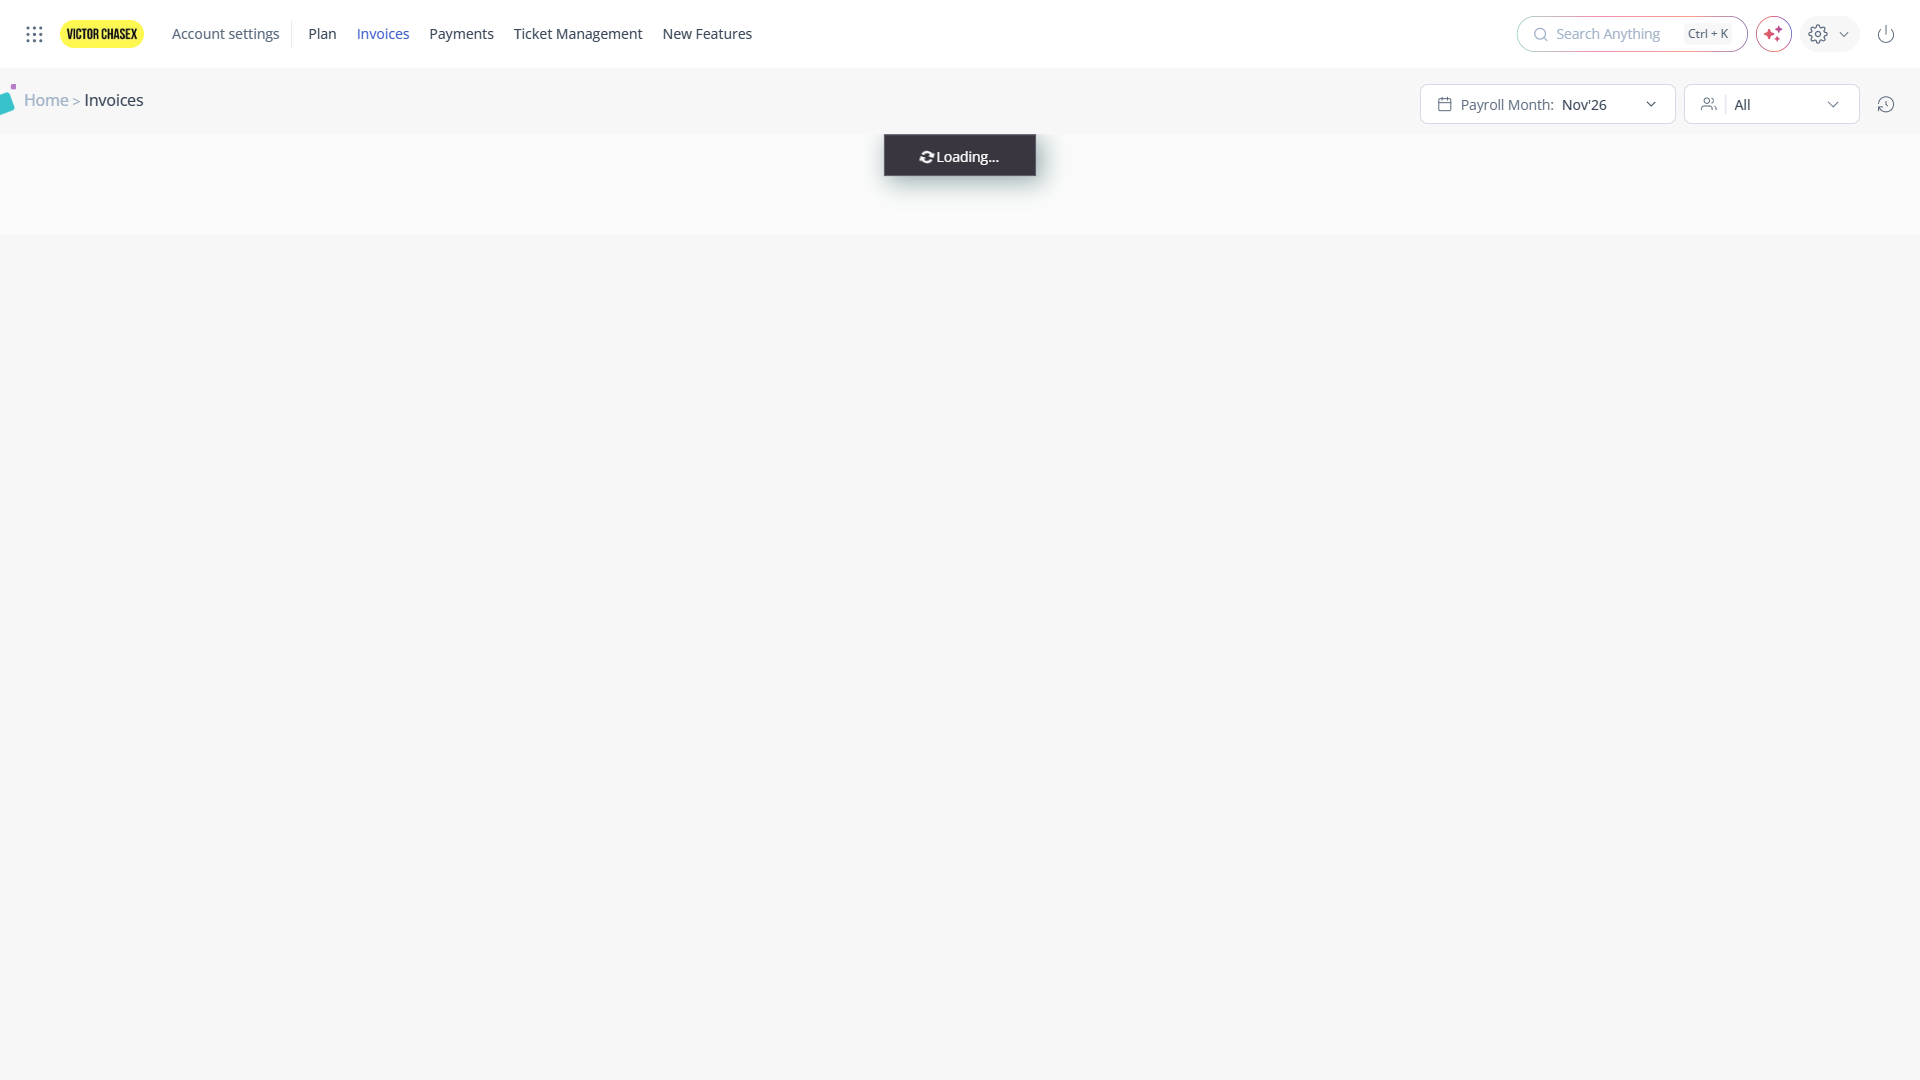 VICTOR CHASEX Account settings Plan Invoices Payments Ticket Management New Features Search Anything Ctrl + K
Home > Invoices Payroll Month: Nov'26 All
Loading...